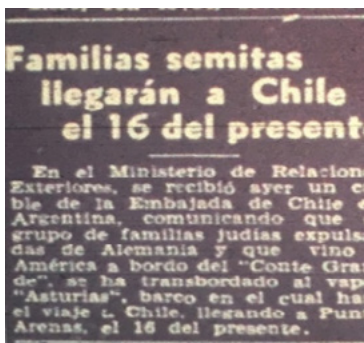 Familias semitas
llegarán a Chile
el 16 del present
En el Ministerio de Relacion
Exteriores, se recibió ayer un c
ble de la Embajada de Chile e
Argentina, comunicando que
grupo de familias judías expulsa
das de Alemania y que vino
América a bordo del "Conte Gran
de", se ha transbordado al vapo
"Asturias", barco en el cual ha
el viaje a Chile, llegando a Pun
Arenas, el 16 del presente.